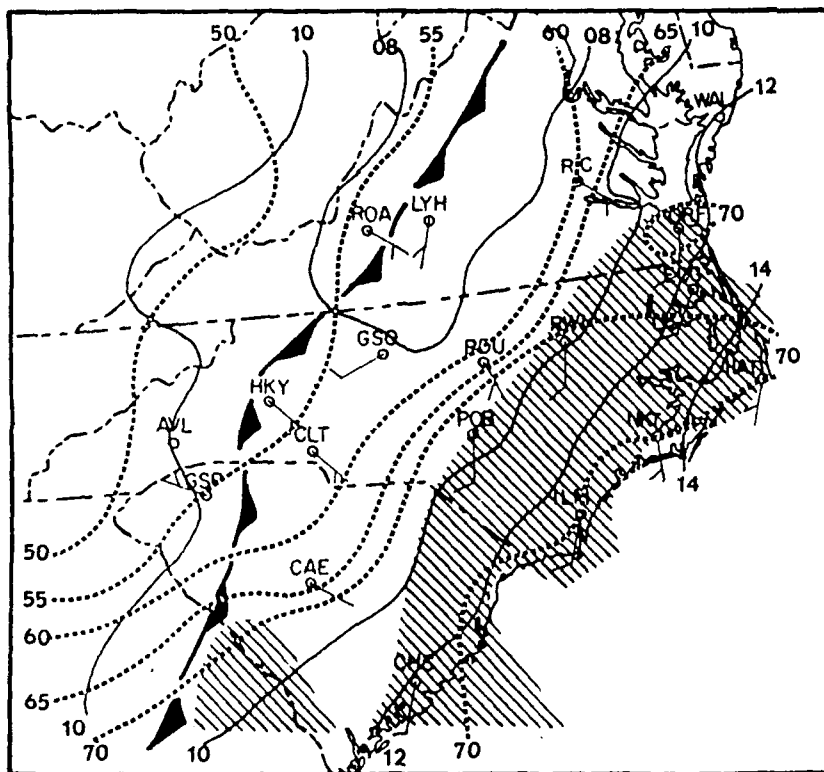 50 10 08 55 60 08 65 10
WAL 12
RIC
ROA LYH ORF 70
14
GSO RDU RWI
HAT 70
HKY
AVL CLT POB NKT
GSP 14
ILM
50
CAE
55
60
CHS
65
10
70 10 12 70